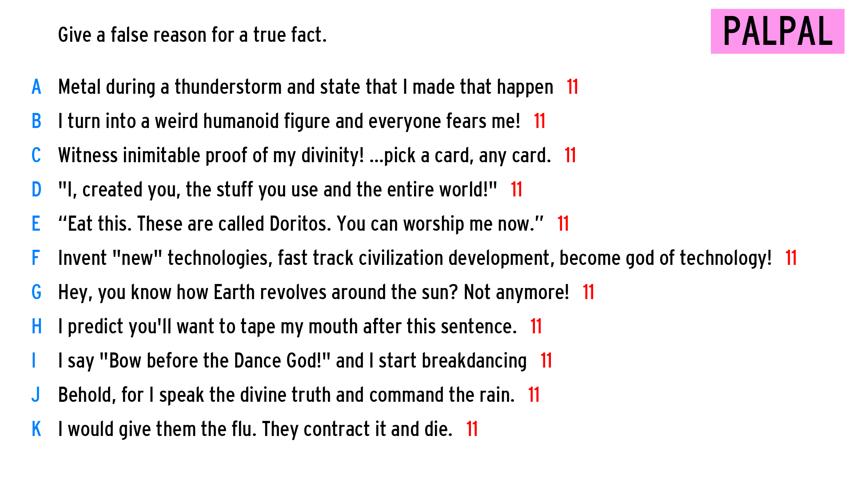 Give a false reason for a true fact.
PALPAL
A Metal during a thunderstorm and state that I made that happen 11
B I turn into a weird humanoid figure and everyone fears me! 11
C Witness inimitable proof of my divinity! ...pick a card, any card. 11
D "I, created you, the stuff you use and the entire world!" 11
E “Eat this. These are called Doritos. You can worship me now.” 11
F Invent "new" technologies, fast track civilization development, become god of technology! 11
G Hey, you know how Earth revolves around the sun? Not anymore! 11
H I predict you'll want to tape my mouth after this sentence. 11
I I say "Bow before the Dance God!" and I start breakdancing 11
J Behold, for I speak the divine truth and command the rain. 11
K I would give them the flu. They contract it and die. 11